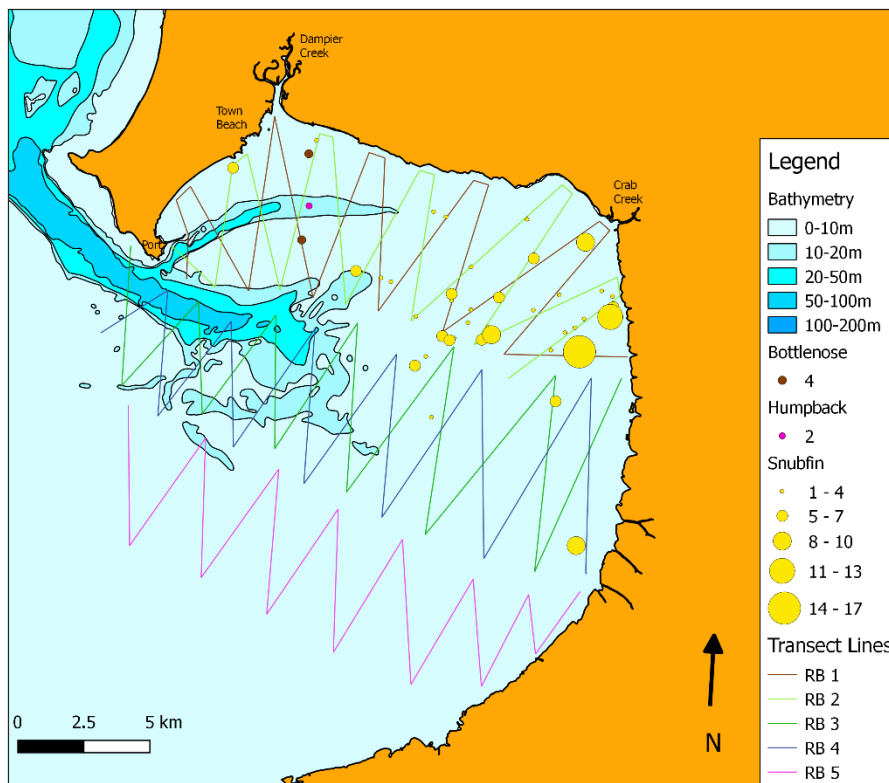 Dampier
Creek
Town
Beach
Crab
Creek
Port
Legend
Bathymetry
0-10m
10-20m
20-50m
50-100m
100-200m
Bottlenose
4
Humpback
2
Snubfin
1 - 4
5 - 7
8 - 10
11 - 13
14 - 17
Transect Lines
RB 1
RB 2
RB 3
RB 4
RB 5
0 2.5 5 km
N